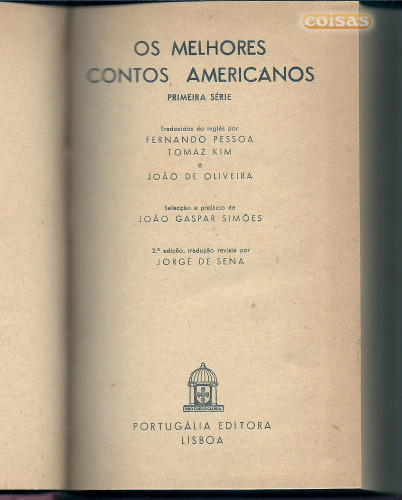 coisas
OS MELHORES
CONTOS AMERICANOS
PRIMEIRA SÉRIE
Traduzidos do inglês por
FERNANDO PESSOA
TOMAZ KIM
e
JOÃO DE OLIVEIRA
Selecção e prefácio de
JOÃO GASPAR SIMÕES
2.ª edição, tradução revista por
JORGE DE SENA
PORTUGÁLIA EDITORA
LISBOA